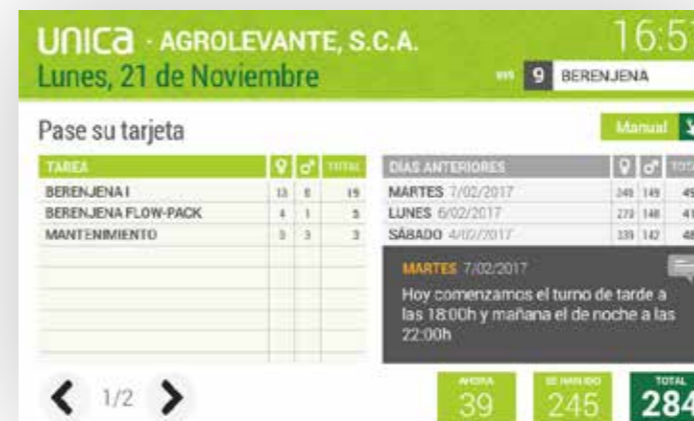 unica · AGROLEVANTE, S.C.A.
16:5
Lunes, 21 de Noviembre
9 BERENJENA
Pase su tarjeta
Manual
TAREA ♀ ♂ TOTAL
BERENJENA I 13 6 19
BERENJENA FLOW-PACK 4 1 5
MANTENIMIENTO 3 3 3
DÍAS ANTERIORES ♀ ♂
MARTES 7/02/2017 149
LUNES 6/02/2017 148
SÁBADO 4/02/2017 142
MARTES 7/02/2017
Hoy comenzamos el turno de tarde a
las 18:00h y mañana el de noche a las
22:00h
1/2
AHORA
39
SE HAN IDO
245
TOTAL
284